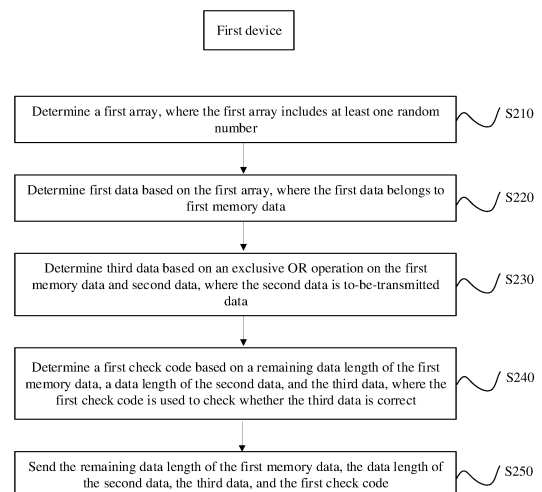 First device
Determine a first array, where the first array includes at least one random
number
S210
Determine first data based on the first array, where the first data belongs to
first memory data
S220
Determine third data based on an exclusive OR operation on the first
memory data and second data, where the second data is to-be-transmitted
data
S230
Determine a first check code based on a remaining data length of the first
memory data, a data length of the second data, and the third data, where the
first check code is used to check whether the third data is correct
S240
Send the remaining data length of the first memory data, the data length of
the second data, the third data, and the first check code
S250